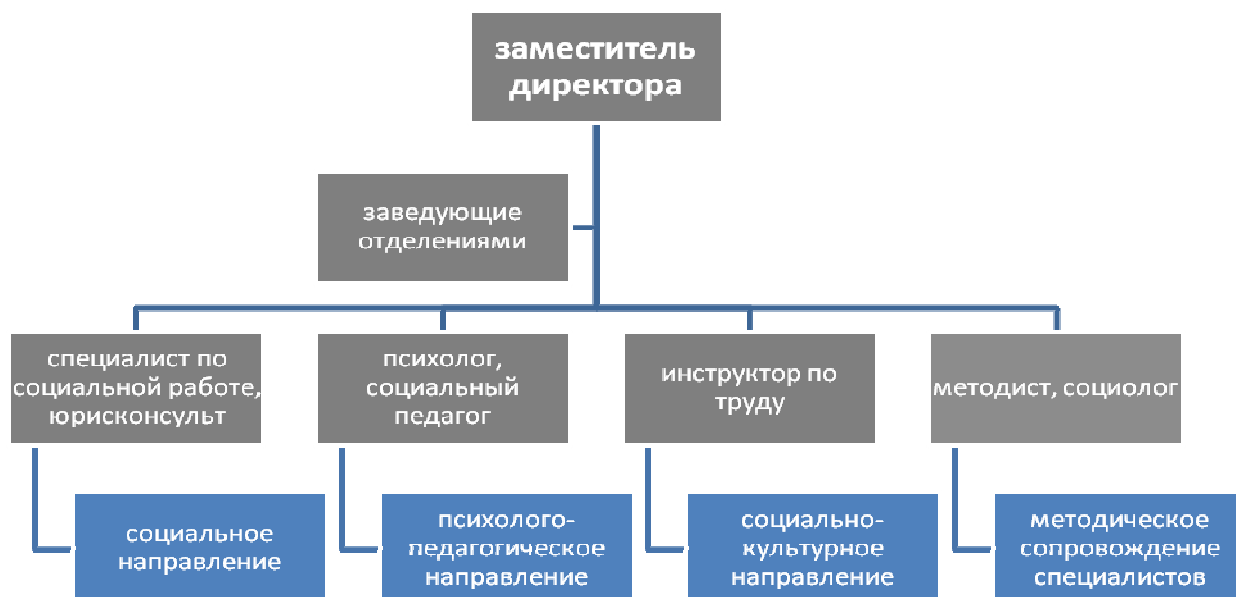 заместитель
директора
заведующие
отделениями
специалист по
социальной работе,
юрисконсульт
психолог,
социальный
педагог
инструктор по
труду
методист, социолог
социальное
направление
психолого-
педагогическое
направление
социально-
культурное
направление
методическое
сопровождение
специалистов